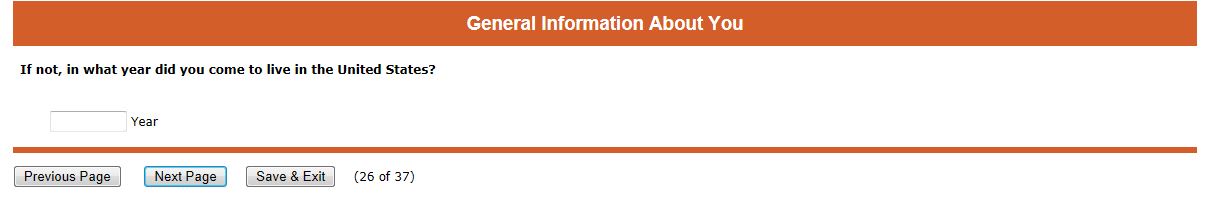 General Information About You
If not, in what year did you come to live in the United States?
Year
Previous Page Next Page Save & Exit (26 of 37)